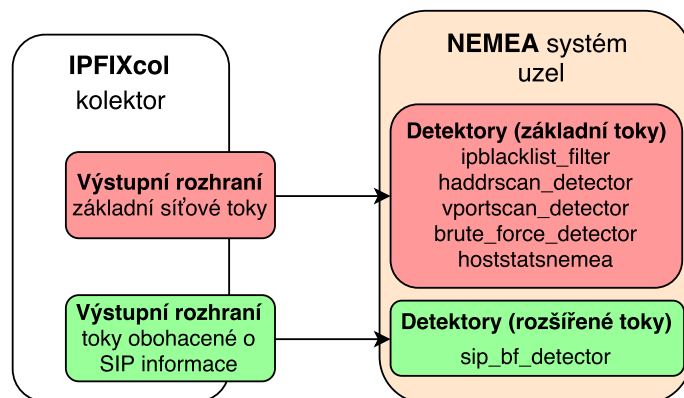 IPFIXcol
kolektor
Výstupní rozhraní
základní síťové toky
Výstupní rozhraní
toky obohacené o
SIP informace
NEMEA systém
uzel
Detektory (základní toky)
ipblacklist_filter
haddrscan_detector
vportscan_detector
brute_force_detector
hoststatsnemea
Detektory (rozšířené toky)
sip_bf_detector